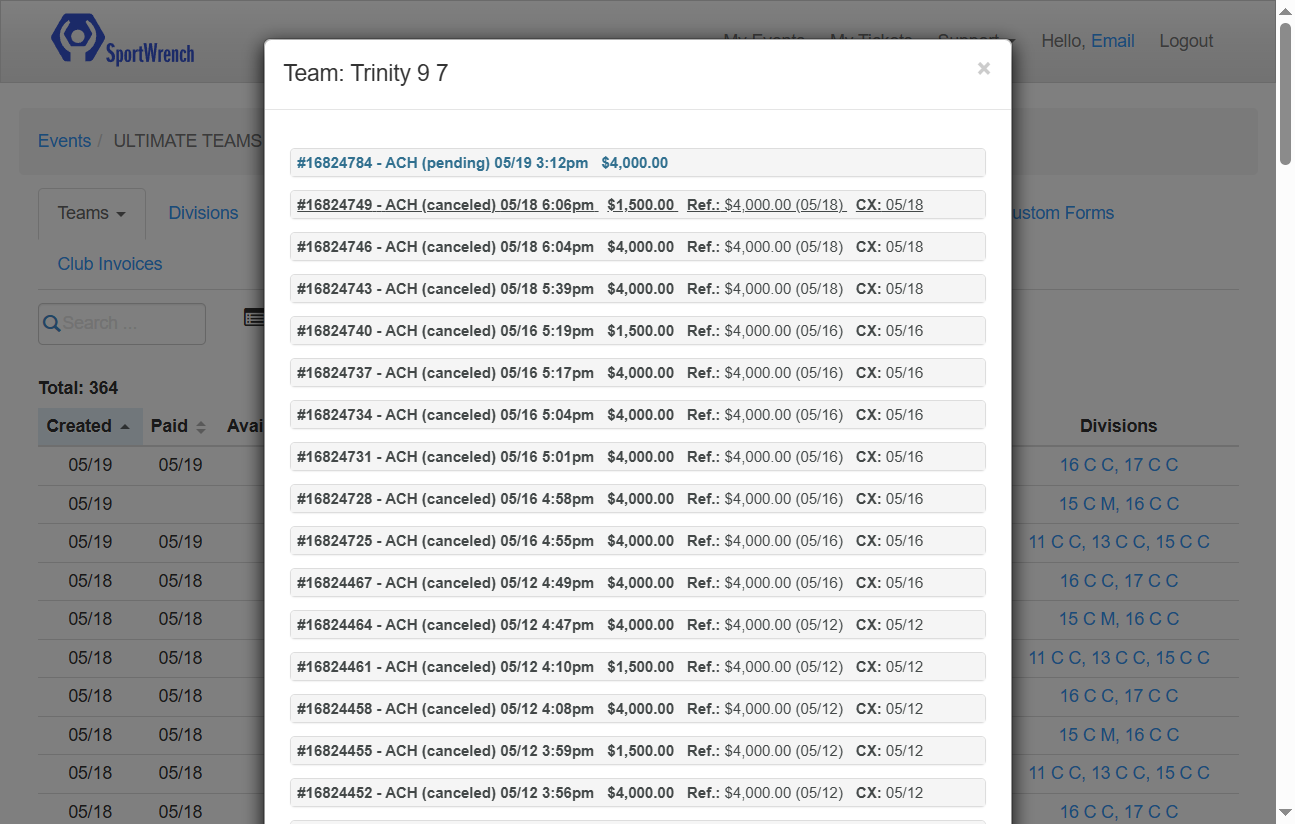 SportWrench
My Events My Tickets Support Hello, Email Logout
Team: Trinity 9 7 ×
Events / ULTIMATE TEAMS
#16824784 - ACH (pending) 05/19 3:12pm $4,000.00
#16824749 - ACH (canceled) 05/18 6:06pm $1,500.00 Ref.: $4,000.00 (05/18) CX: 05/18
Teams Divisions ustom Forms
#16824746 - ACH (canceled) 05/18 6:04pm $4,000.00 Ref.: $4,000.00 (05/18) CX: 05/18
Club Invoices
#16824743 - ACH (canceled) 05/18 5:39pm $4,000.00 Ref.: $4,000.00 (05/18) CX: 05/18
Search ...
#16824740 - ACH (canceled) 05/16 5:19pm $1,500.00 Ref.: $4,000.00 (05/16) CX: 05/16
#16824737 - ACH (canceled) 05/16 5:17pm $4,000.00 Ref.: $4,000.00 (05/16) CX: 05/16
Total: 364
#16824734 - ACH (canceled) 05/16 5:04pm $4,000.00 Ref.: $4,000.00 (05/16) CX: 05/16
Created Paid Avai Divisions
#16824731 - ACH (canceled) 05/16 5:01pm $4,000.00 Ref.: $4,000.00 (05/16) CX: 05/16
05/19 05/19 16 C C, 17 C C
#16824728 - ACH (canceled) 05/16 4:58pm $4,000.00 Ref.: $4,000.00 (05/16) CX: 05/16
05/19 15 C M, 16 C C
#16824725 - ACH (canceled) 05/16 4:55pm $4,000.00 Ref.: $4,000.00 (05/16) CX: 05/16
05/19 05/19 11 C C, 13 C C, 15 C C
#16824467 - ACH (canceled) 05/12 4:49pm $4,000.00 Ref.: $4,000.00 (05/16) CX: 05/16
05/18 05/18 16 C C, 17 C C
#16824464 - ACH (canceled) 05/12 4:47pm $4,000.00 Ref.: $4,000.00 (05/12) CX: 05/12
05/18 05/18 15 C M, 16 C C
#16824461 - ACH (canceled) 05/12 4:10pm $1,500.00 Ref.: $4,000.00 (05/12) CX: 05/12
05/18 05/18 11 C C, 13 C C, 15 C C
#16824458 - ACH (canceled) 05/12 4:08pm $4,000.00 Ref.: $4,000.00 (05/12) CX: 05/12
05/18 05/18 16 C C, 17 C C
#16824455 - ACH (canceled) 05/12 3:59pm $1,500.00 Ref.: $4,000.00 (05/12) CX: 05/12
05/18 05/18 15 C M, 16 C C
#16824452 - ACH (canceled) 05/12 3:56pm $4,000.00 Ref.: $4,000.00 (05/12) CX: 05/12
05/18 05/18 11 C C, 13 C C, 15 C C
05/18 05/18 16 C C, 17 C C